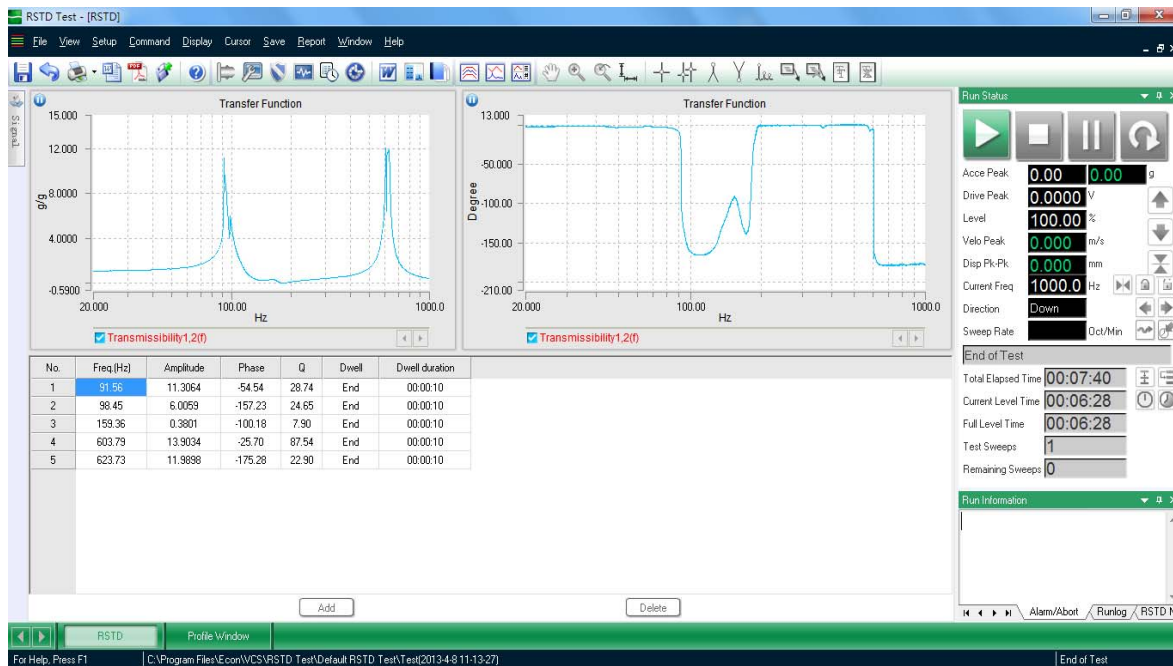 RSTD Test - [RSTD]
File View Setup Command Display Cursor Save Report Window Help
Signal
Transfer Function
15.000
12.000
8.0000
4.0000
-0.5900
g/g
20.000 100.00 1000.0
Hz
Transmissibility1,2(f)
Transfer Function
13.000
-50.000
-100.00
-150.00
-210.00
Degree
20.000 100.00 1000.0
Hz
Transmissibility1,2(f)
No. Freq.(Hz) Amplitude Phase Q Dwell Dwell duration
1 91.56 11.3064 -54.54 28.74 End 00:00:10
2 98.45 6.0059 -157.23 24.65 End 00:00:10
3 159.36 0.3801 -100.18 7.90 End 00:00:10
4 603.79 13.9034 -25.70 87.54 End 00:00:10
5 623.73 11.9898 -175.28 22.90 End 00:00:10
Add Delete
Run Status
Acce Peak 0.00 0.00 g
Drive Peak 0.0000 V
Level 100.00 %
Velo Peak 0.000 m/s
Disp Pk-Pk 0.000 mm
Current Freq 1000.0 Hz
Direction Down
Sweep Rate Oct/Min
End of Test
Total Elapsed Time 00:07:40
Current Level Time 00:06:28
Full Level Time 00:06:28
Test Sweeps 1
Remaining Sweeps 0
Run Information
Alarm/Abort Runlog RSTD
RSTD Profile Window
For Help, Press F1 C:\Program Files\Econ\VCS\RSTD Test\Default RSTD Test\Test(2013-4-8 11-13-27) End of Test